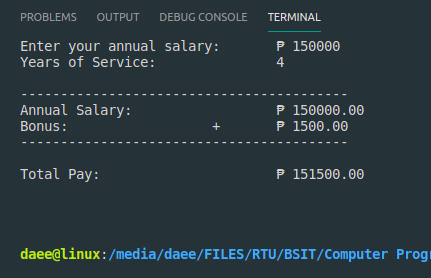 PROBLEMS OUTPUT DEBUG CONSOLE TERMINAL
Enter your annual salary: ₱ 150000
Years of Service: 4
-----------------------------------------
Annual Salary: ₱ 150000.00
Bonus: + ₱ 1500.00
-----------------------------------------
Total Pay: ₱ 151500.00
daee@linux:/media/daee/FILES/RTU/BSIT/Computer Prog